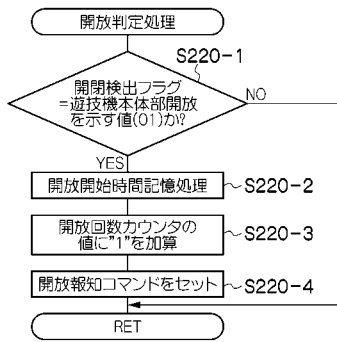 開放判定処理
S220-1
開閉検出フラグ
=遊技機本体部開放
を示す値(01)か?
NO
YES
開放開始時間記憶処理
S220-2
開放回数カウンタの
値に"1"を加算
S220-3
開放報知コマンドをセット
S220-4
RET